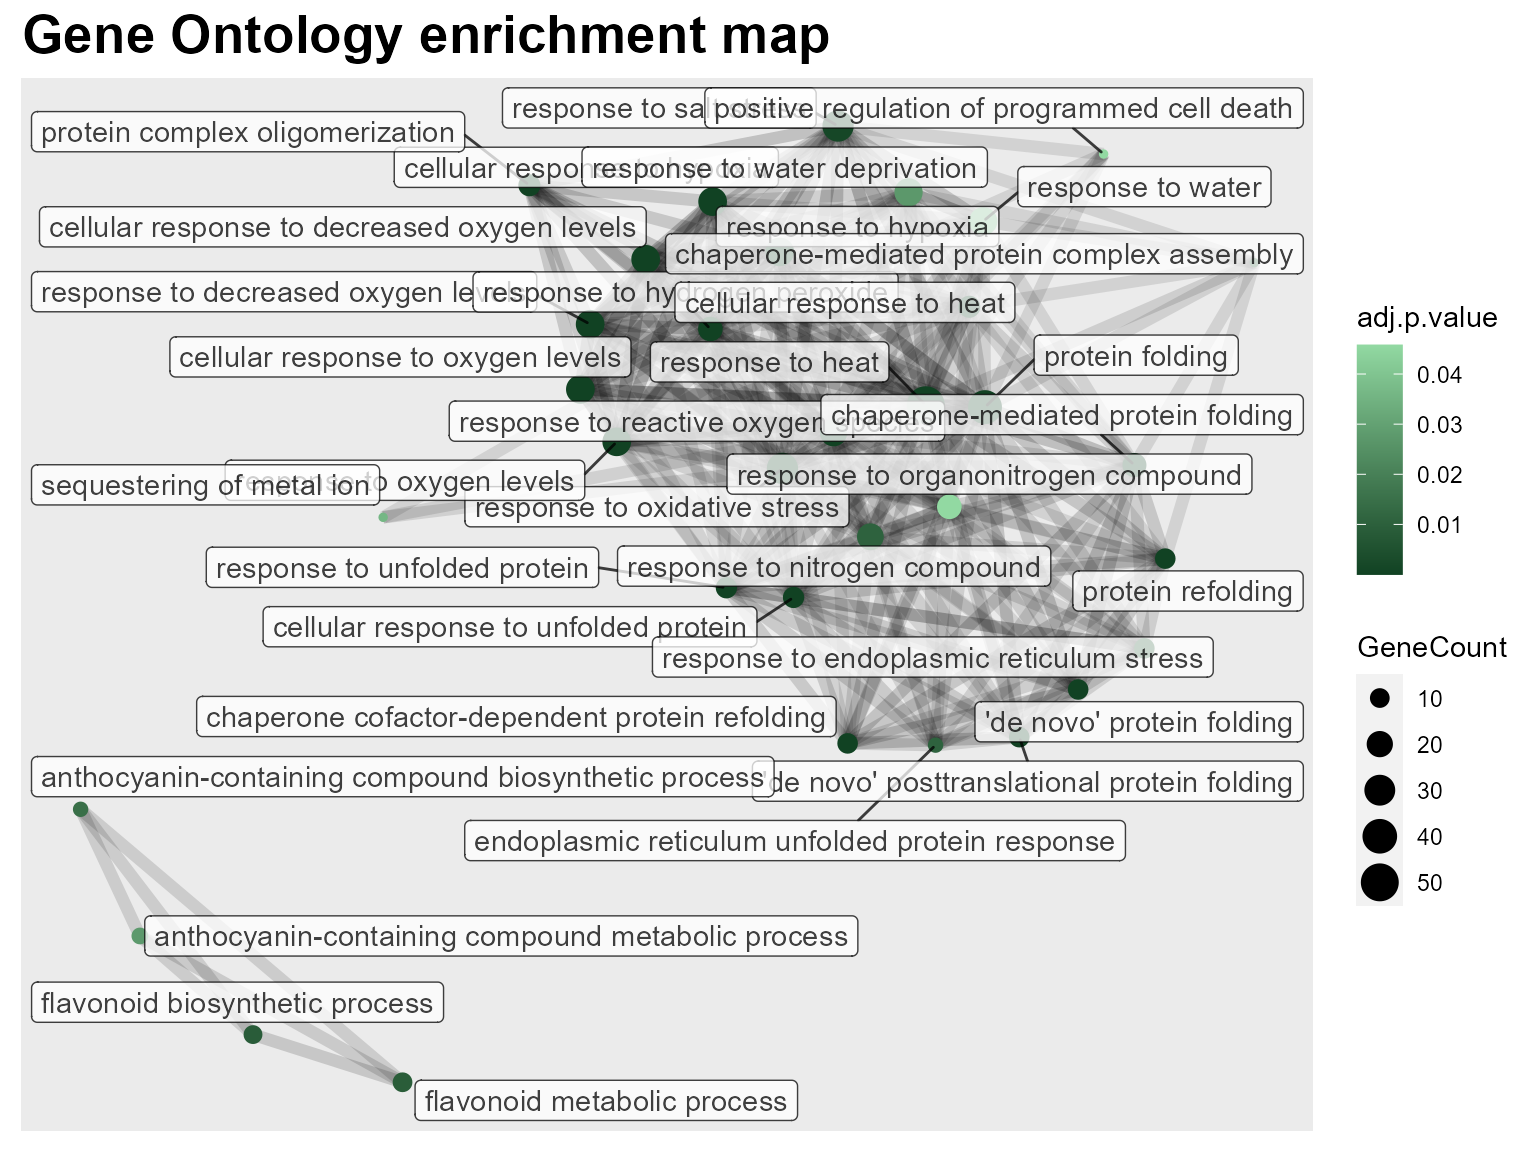 Gene Ontology enrichment map
response to salt stress
positive regulation of programmed cell death
protein complex oligomerization
cellular response to hypoxia
response to water deprivation
response to water
cellular response to decreased oxygen levels
response to hypoxia
chaperone-mediated protein complex assembly
response to decreased oxygen levels
response to hydrogen peroxide
cellular response to heat
cellular response to oxygen levels
response to heat
protein folding
response to reactive oxygen species
chaperone-mediated protein folding
sequestering of metal ion
response to oxygen levels
response to organonitrogen compound
response to oxidative stress
response to unfolded protein
response to nitrogen compound
protein refolding
cellular response to unfolded protein
response to endoplasmic reticulum stress
chaperone cofactor-dependent protein refolding
'de novo' protein folding
anthocyanin-containing compound biosynthetic process
'de novo' posttranslational protein folding
endoplasmic reticulum unfolded protein response
anthocyanin-containing compound metabolic process
flavonoid biosynthetic process
flavonoid metabolic process
adj.p.value
0.04
0.03
0.02
0.01
GeneCount
10
20
30
40
50